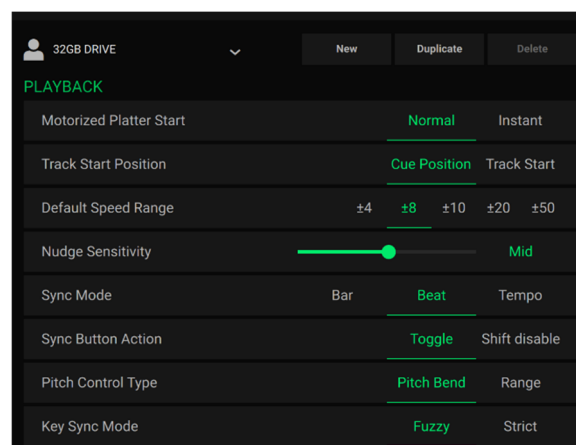 32GB DRIVE New Duplicate Delete
PLAYBACK
Motorized Platter Start Normal Instant
Track Start Position Cue Position Track Start
Default Speed Range ±4 ±8 ±10 ±20 ±50
Nudge Sensitivity Mid
Sync Mode Bar Beat Tempo
Sync Button Action Toggle Shift disable
Pitch Control Type Pitch Bend Range
Key Sync Mode Fuzzy Strict